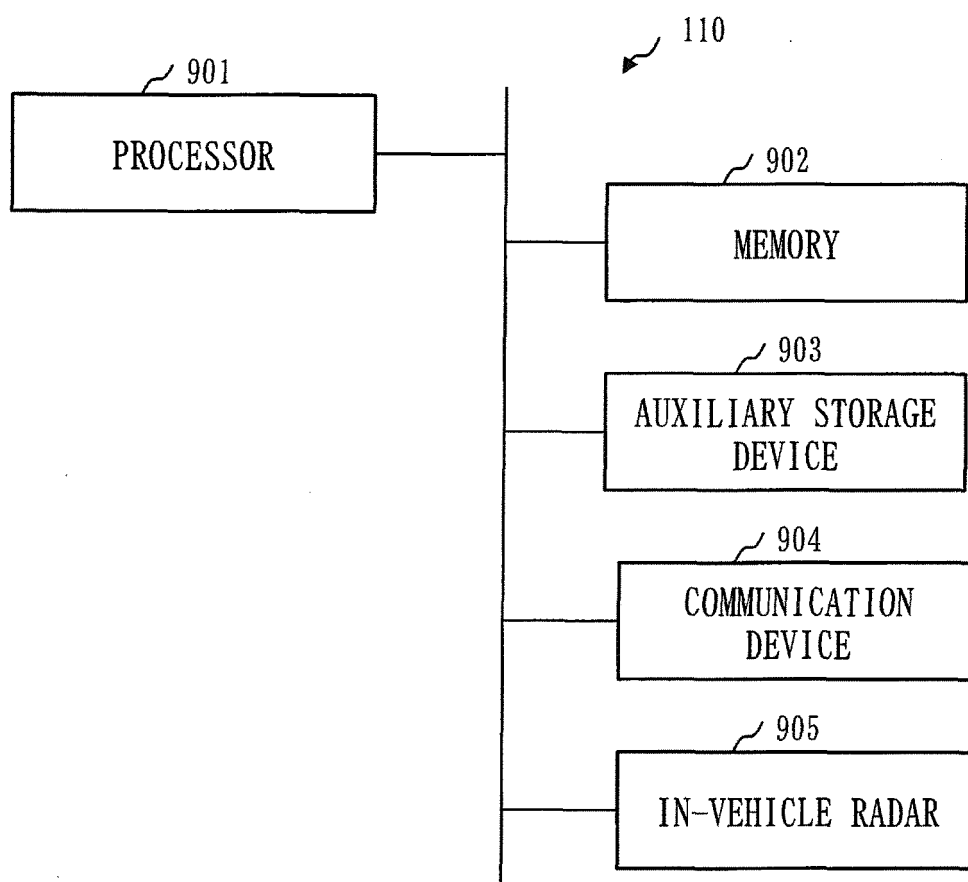 110
901
PROCESSOR
902
MEMORY
903
AUXILIARY STORAGE
DEVICE
904
COMMUNICATION
DEVICE
905
IN-VEHICLE RADAR